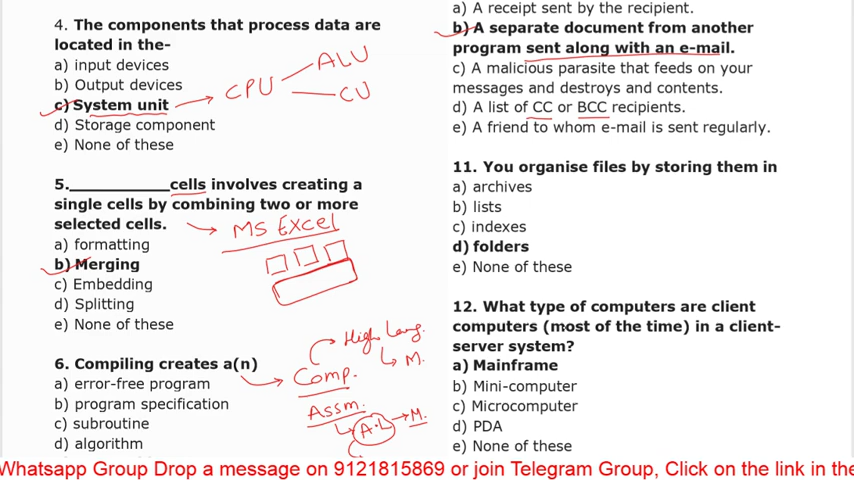 4. The components that process data are
located in the-
a) input devices
b) Output devices
c) System unit
d) Storage component
e) None of these
CPU
ALU
CU
5.__________cells involves creating a
single cells by combining two or more
selected cells.
MS EXCEL
a) formatting
b) Merging
c) Embedding
d) Splitting
e) None of these
6. Compiling creates a(n)
a) error-free program
b) program specification
c) subroutine
d) algorithm
High Lang.
M.
Comp.
Assm.
A.L
M.
a) A receipt sent by the recipient.
b) A separate document from another
program sent along with an e-mail.
c) A malicious parasite that feeds on your
messages and destroys and contents.
d) A list of CC or BCC recipients.
e) A friend to whom e-mail is sent regularly.
11. You organise files by storing them in
a) archives
b) lists
c) indexes
d) folders
e) None of these
12. What type of computers are client
computers (most of the time) in a client-
server system?
a) Mainframe
b) Mini-computer
c) Microcomputer
d) PDA
e) None of these
Whatsapp Group Drop a message on 9121815869 or join Telegram Group, Click on the link in the